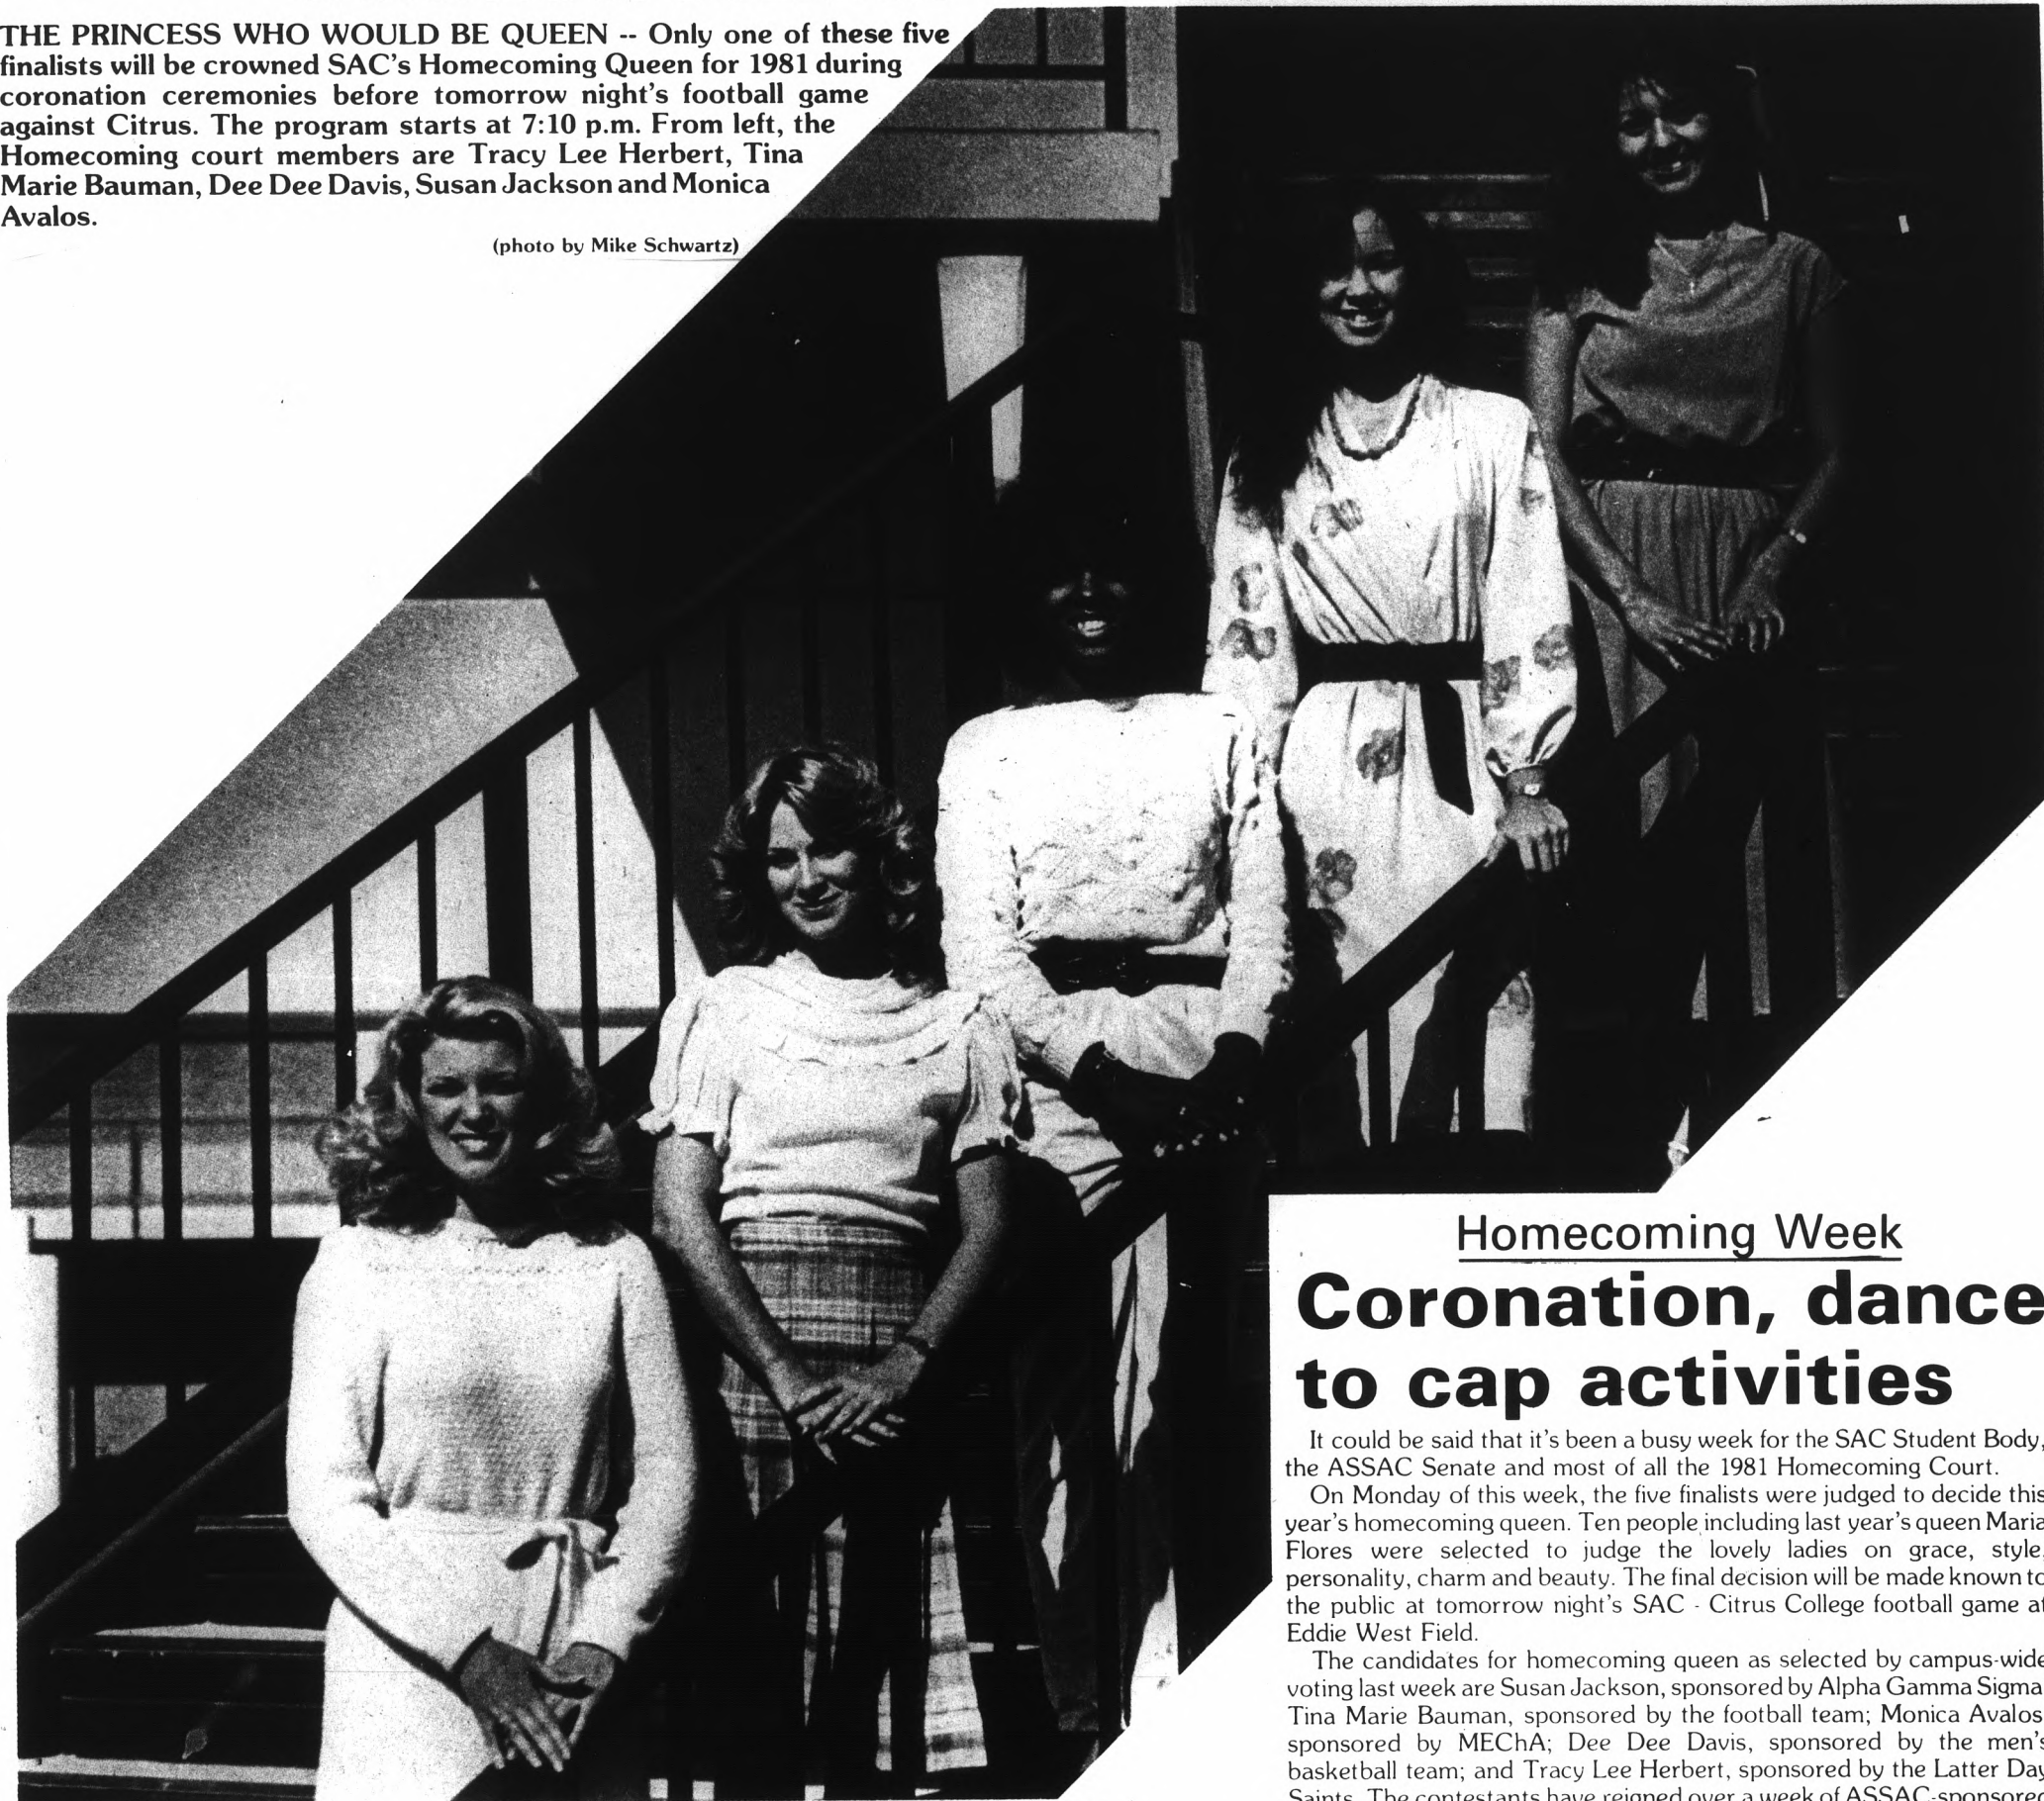 THE PRINCESS WHO WOULD BE QUEEN -- Only one of these five
finalists will be crowned SAC's Homecoming Queen for 1981 during
coronation ceremonies before tomorrow night's football game
against Citrus. The program starts at 7:10 p.m. From left, the
Homecoming court members are Tracy Lee Herbert, Tina
Marie Bauman, Dee Dee Davis, Susan Jackson and Monica
Avalos.
(photo by Mike Schwartz)
Homecoming Week
Coronation, dance
to cap activities
It could be said that it's been a busy week for the SAC Student Body,
the ASSAC Senate and most of all the 1981 Homecoming Court.
On Monday of this week, the five finalists were judged to decide this
year's homecoming queen. Ten people including last year's queen Maria
Flores were selected to judge the lovely ladies on grace, style,
personality, charm and beauty. The final decision will be made known to
the public at tomorrow night's SAC - Citrus College football game at
Eddie West Field.
The candidates for homecoming queen as selected by campus-wide
voting last week are Susan Jackson, sponsored by Alpha Gamma Sigma
Tina Marie Bauman, sponsored by the football team; Monica Avalos
sponsored by MEChA; Dee Dee Davis, sponsored by the men's
basketball team; and Tracy Lee Herbert, sponsored by the Latter Day
Saints. The contestants have reigned over a week of ASSAC-sponsored